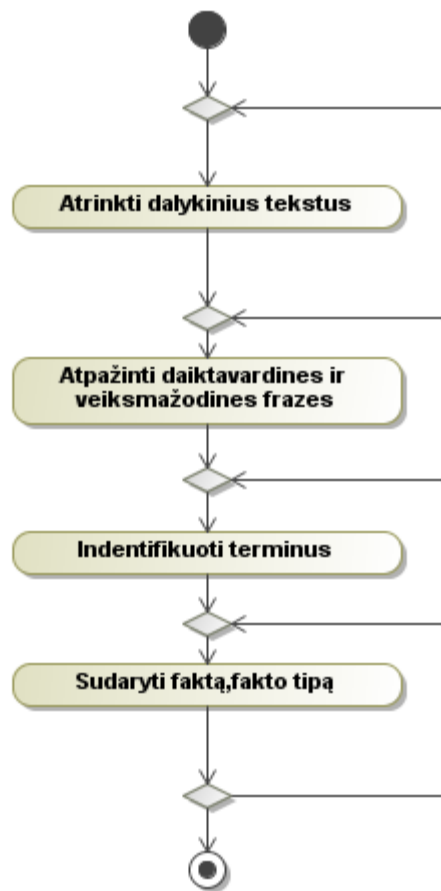 Atrinkti dalykinius tekstus
Atpažinti daiktavardines ir
veiksmažodines frazes
Indentifikuoti terminus
Sudaryti faktą,fakto tipą